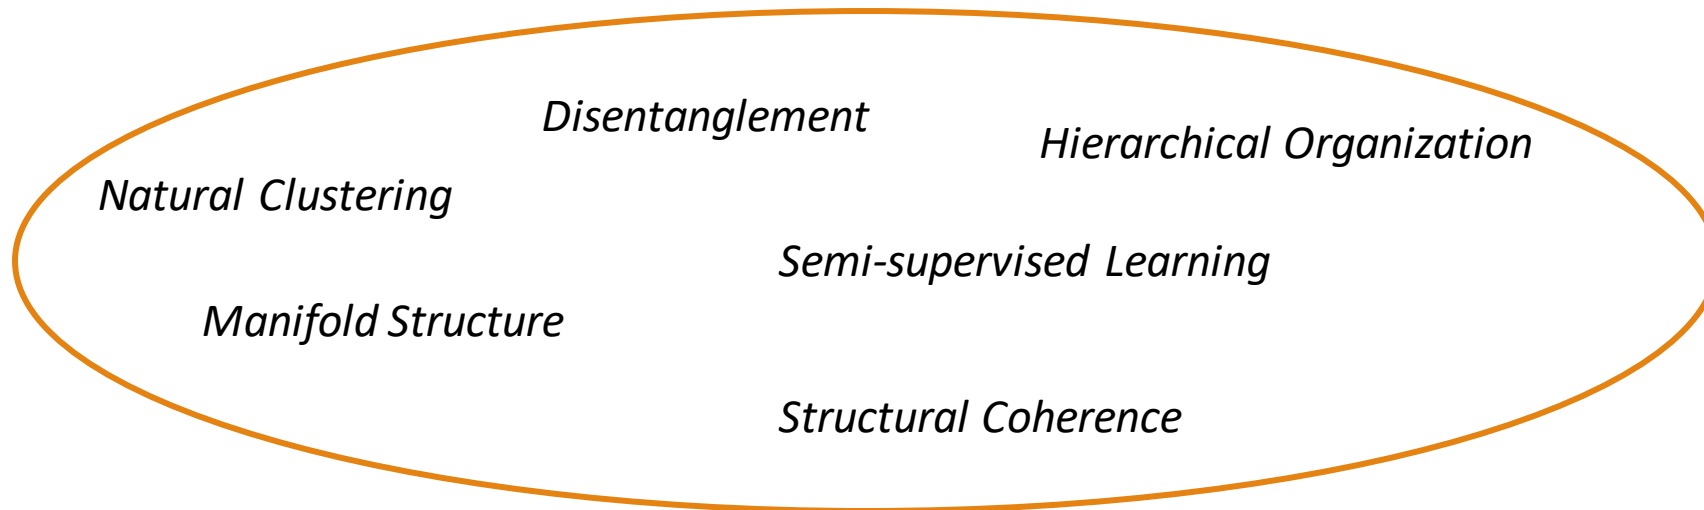 Disentanglement
Hierarchical Organization
Natural Clustering
Semi-supervised Learning
Manifold Structure
Structural Coherence